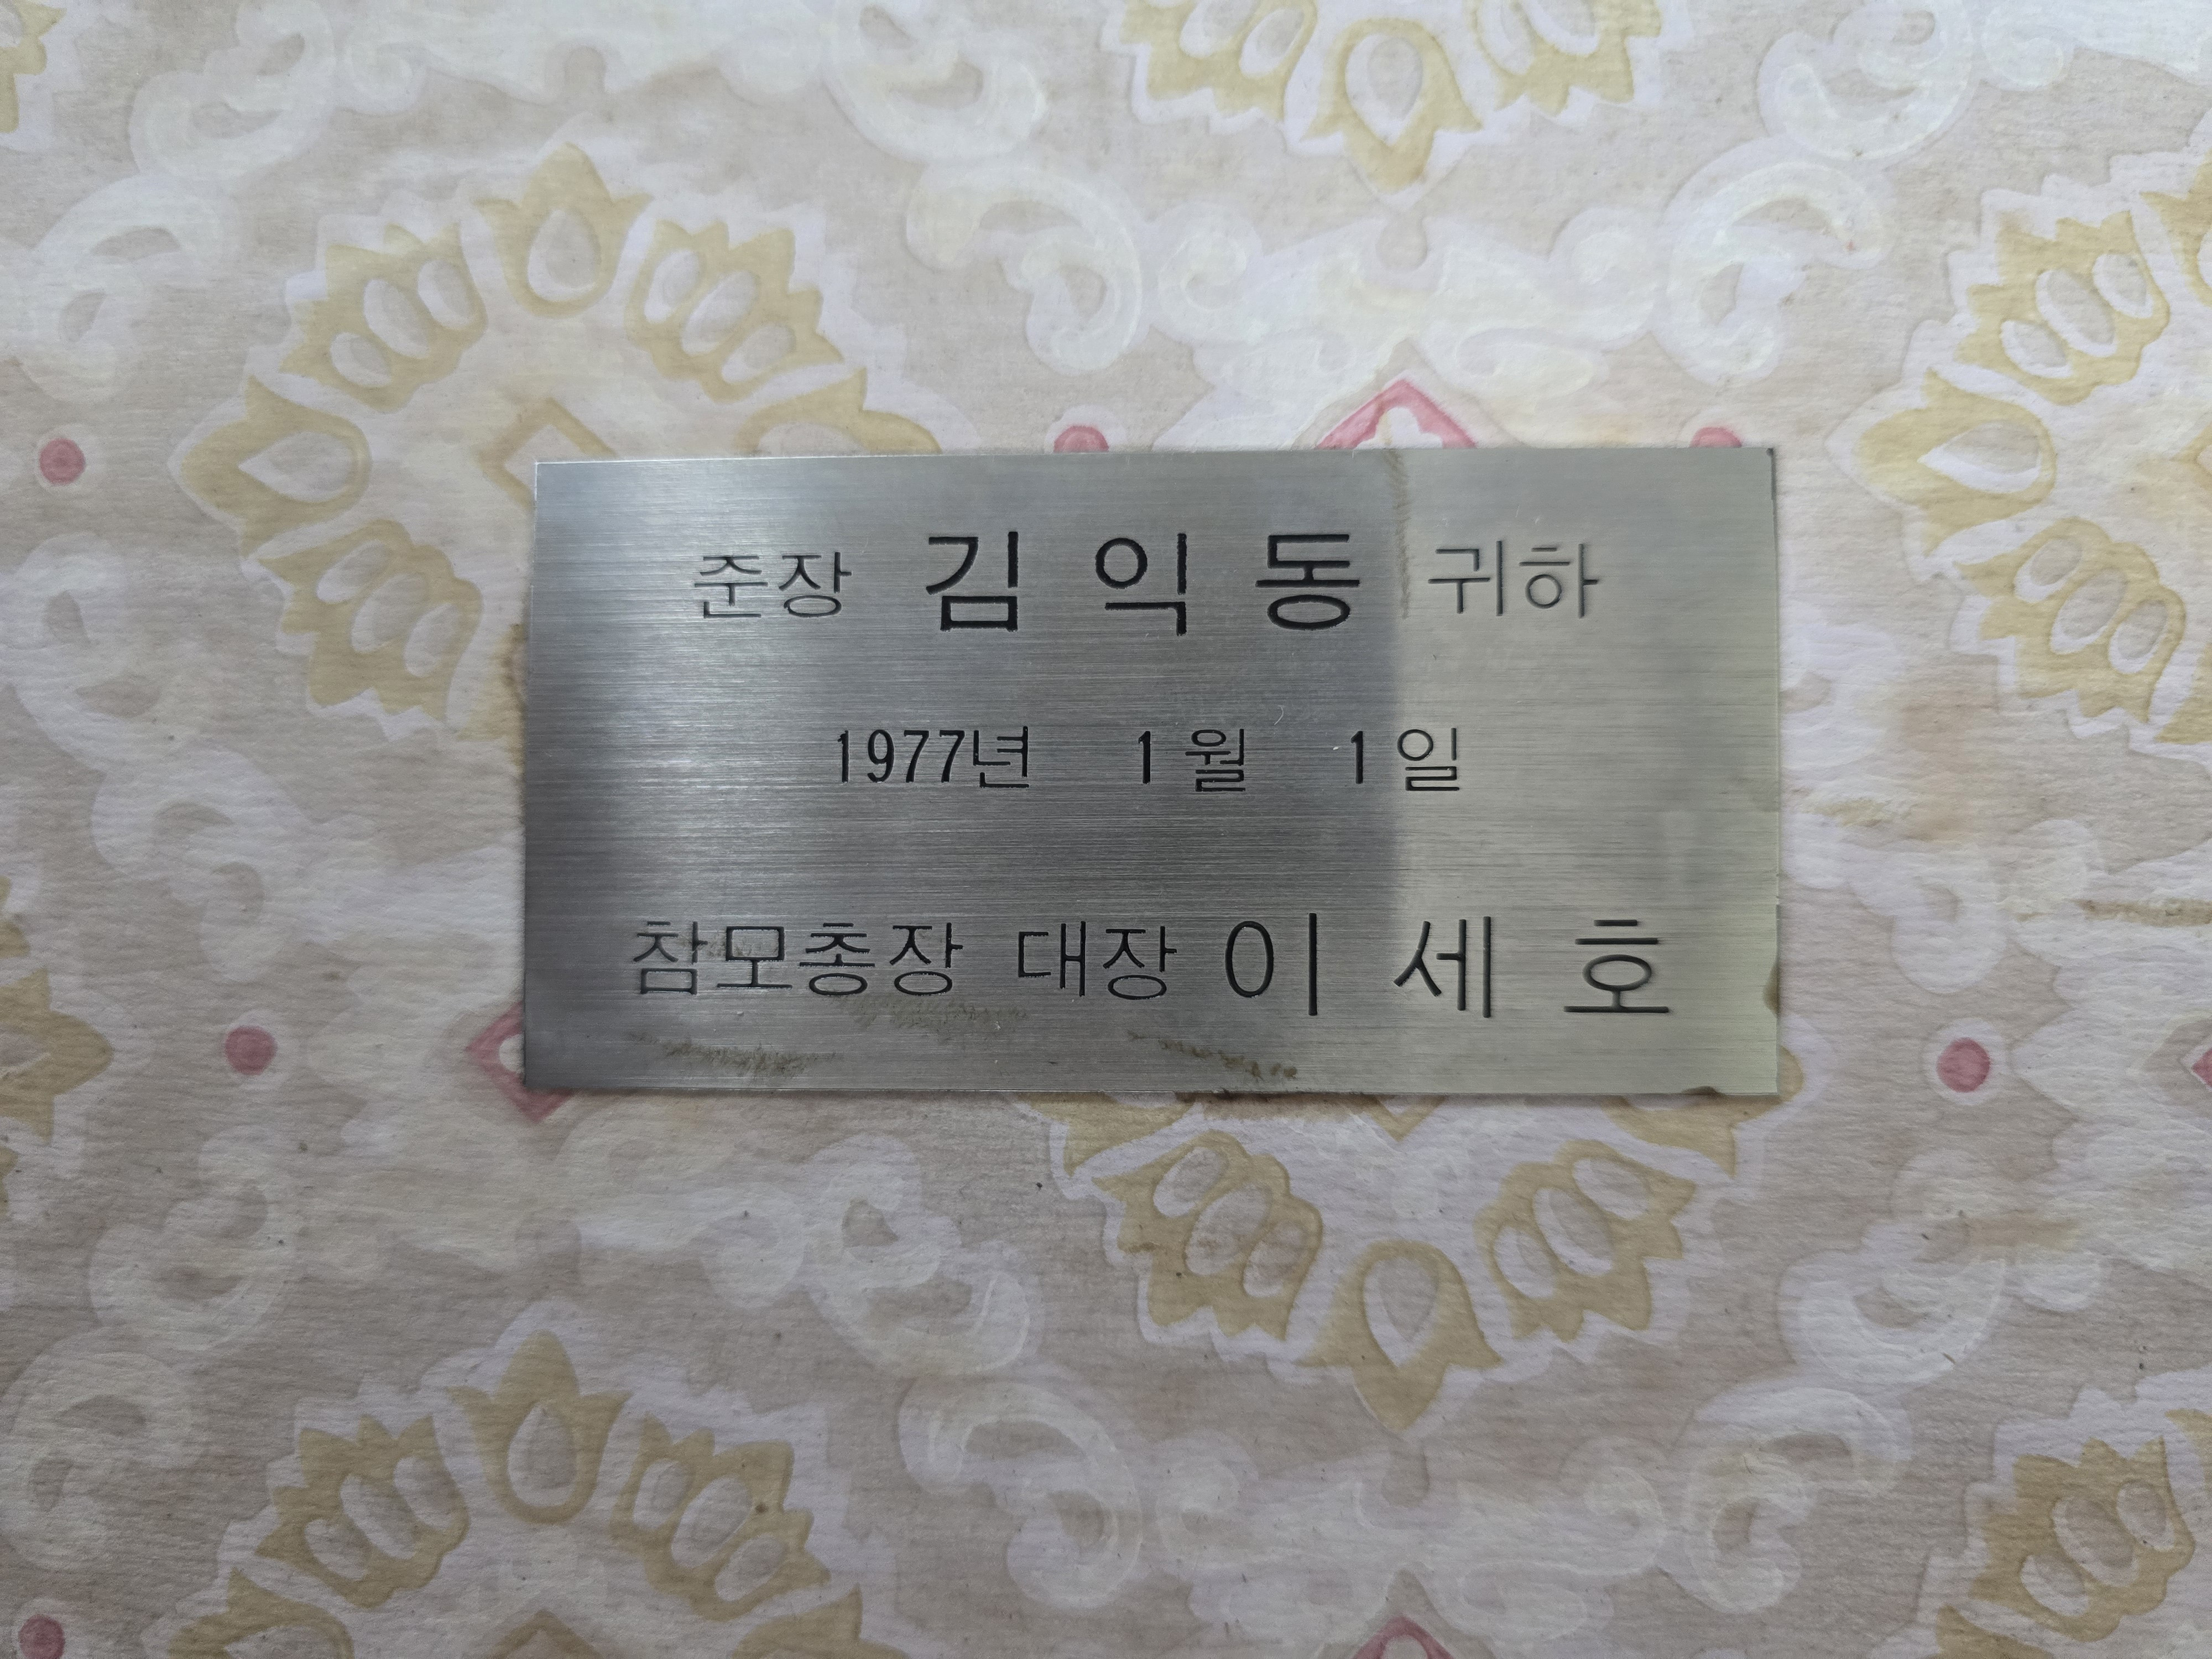 준장 김익동 귀하
1977년 1월 1일
참모총장 대장 이세호